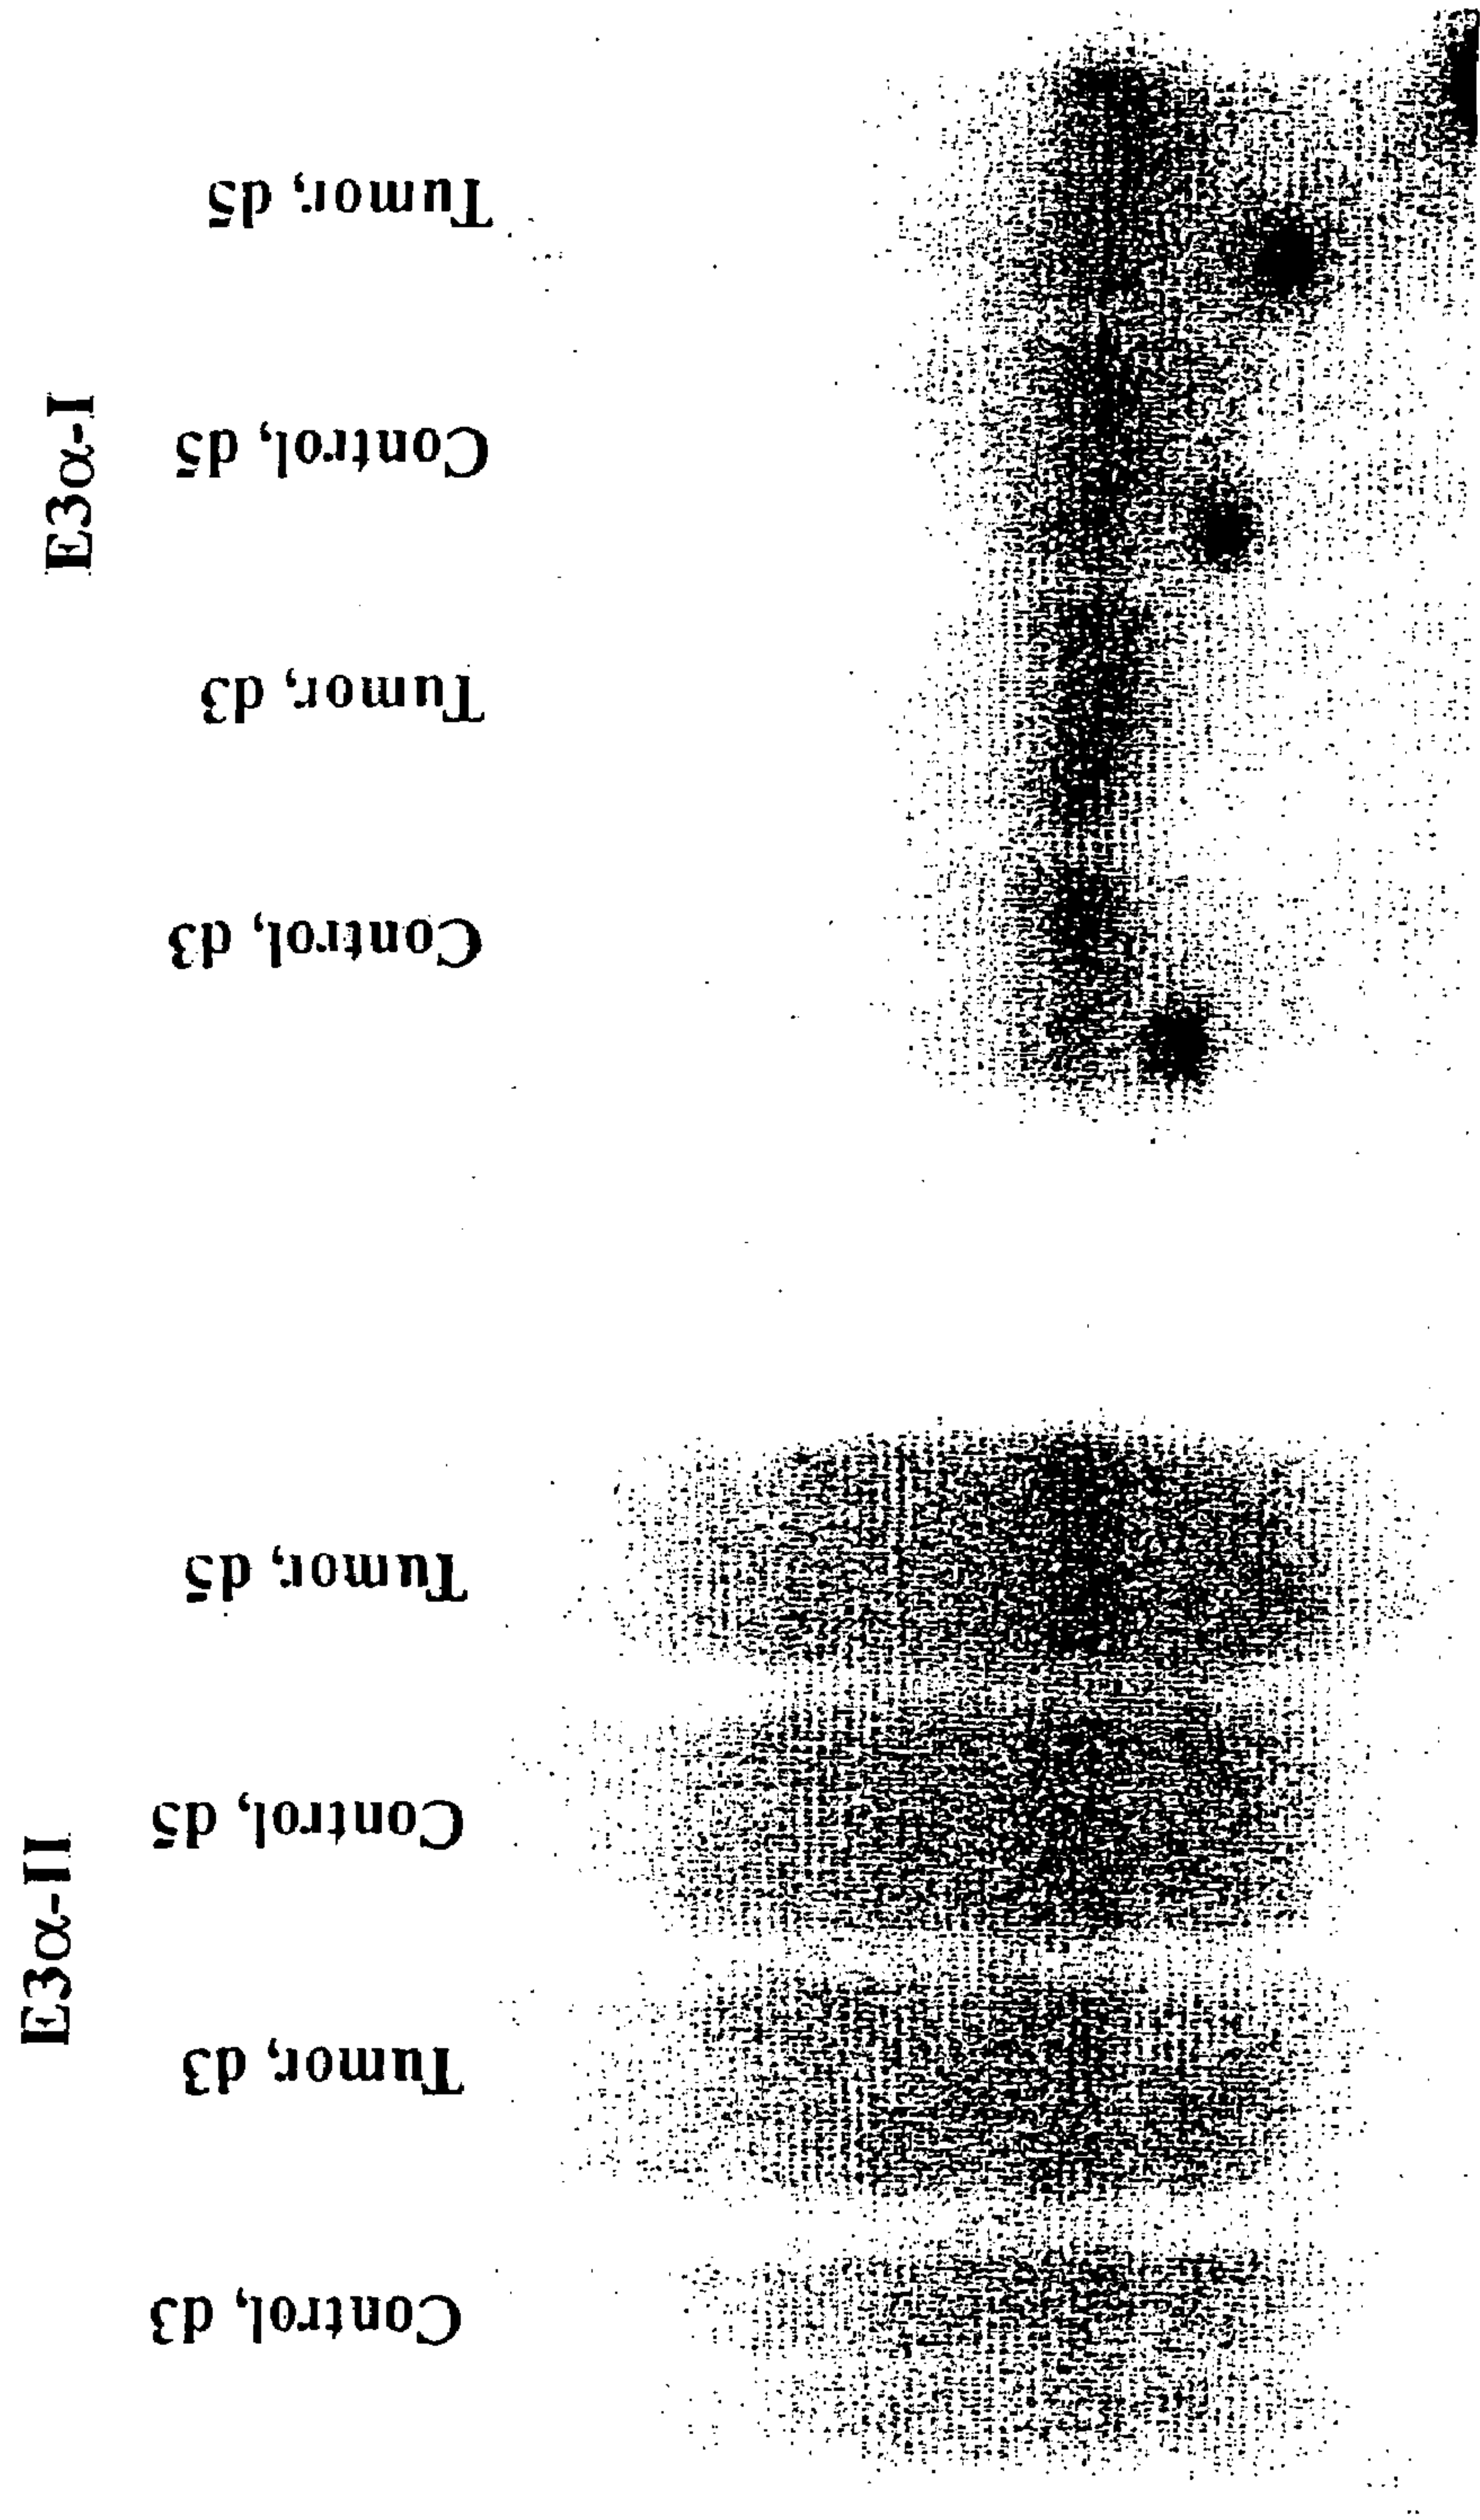 E3α-II
Control, d3
Tumor, d3
Control, d5
Tumor, d5
E3α-I
Control, d3
Tumor, d3
Control, d5
Tumor, d5